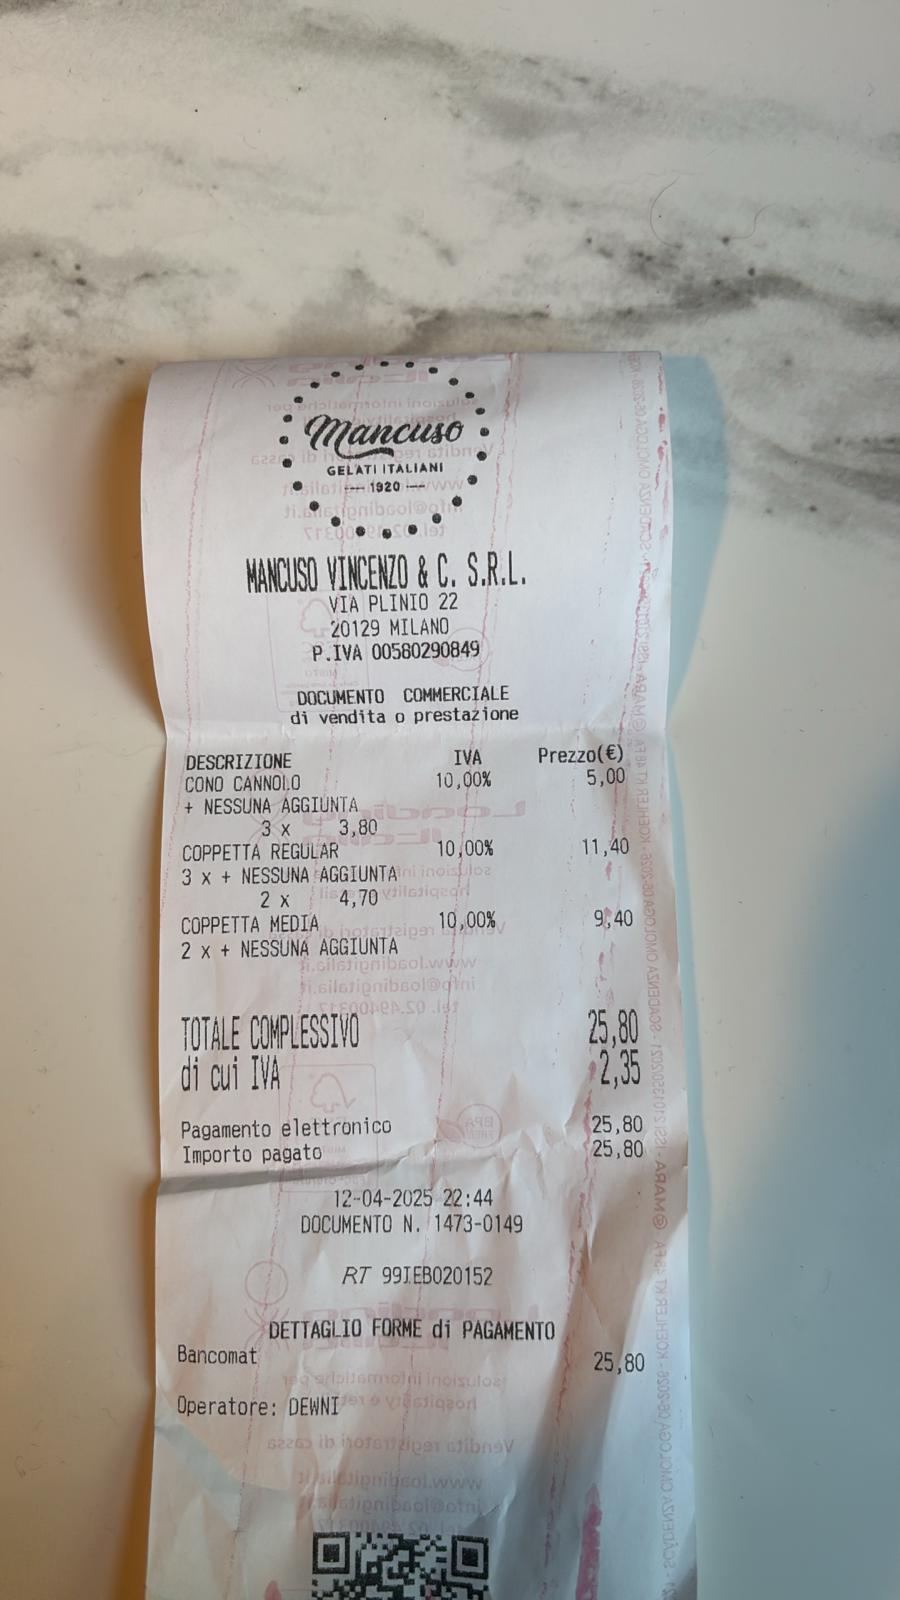 Mancuso
GELATI ITALIANI
1920
MANCUSO VINCENZO & C. S.R.L.
VIA PLINIO 22
20129 MILANO
P.IVA 00580290849
DOCUMENTO COMMERCIALE
di vendita o prestazione
DESCRIZIONE IVA Prezzo(€)
CONO CANNOLO 10,00% 5,00
+ NESSUNA AGGIUNTA
3 x 3,80
COPPETTA REGULAR 10,00% 11,40
3 x + NESSUNA AGGIUNTA
2 x 4,70
COPPETTA MEDIA 10,00% 9,40
2 x + NESSUNA AGGIUNTA
TOTALE COMPLESSIVO 25,80
di cui IVA 2,35
Pagamento elettronico 25,80
Importo pagato 25,80
12-04-2025 22:44
DOCUMENTO N. 1473-0149
RT 99IEB020152
DETTAGLIO FORME di PAGAMENTO
Bancomat 25,80
Operatore: DEWNI